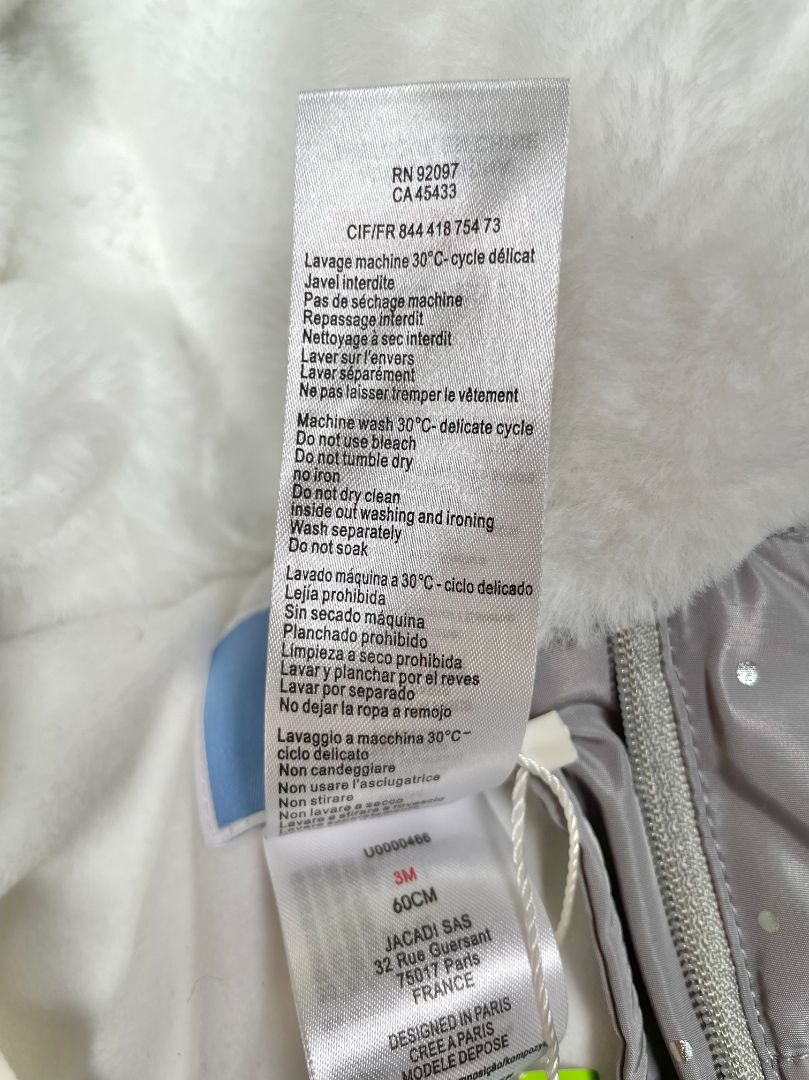 RN 92097
CA 45433
CIF/FR 844 418 754 73
Lavage machine 30°C- cycle délicat
Javel interdite
Pas de séchage machine
Repassage interdit
Nettoyage à sec interdit
Laver sur l'envers
Laver séparément
Ne pas laisser tremper le vêtement
Machine wash 30°C- delicate cycle
Do not use bleach
Do not tumble dry
no iron
Do not dry clean
inside out washing and ironing
Wash separately
Do not soak
Lavado máquina a 30°C - ciclo delicado
Lejía prohibida
Sin secado máquina
Planchado prohibido
Limpieza a seco prohibida
Lavar y planchar por el reves
Lavar por separado
No dejar la ropa a remojo
Lavaggio a macchina 30°C-
ciclo delicato
Non candeggiare
Non usare l'asciugatrice
Non stirare
Non lavare a secco
Lavare e stirare a rovescio
U0000466
3M
60CM
JACADI SAS
32 Rue Guersant
75017 Paris
FRANCE
DESIGNED IN PARIS
CREE A PARIS
MODELE DEPOSE